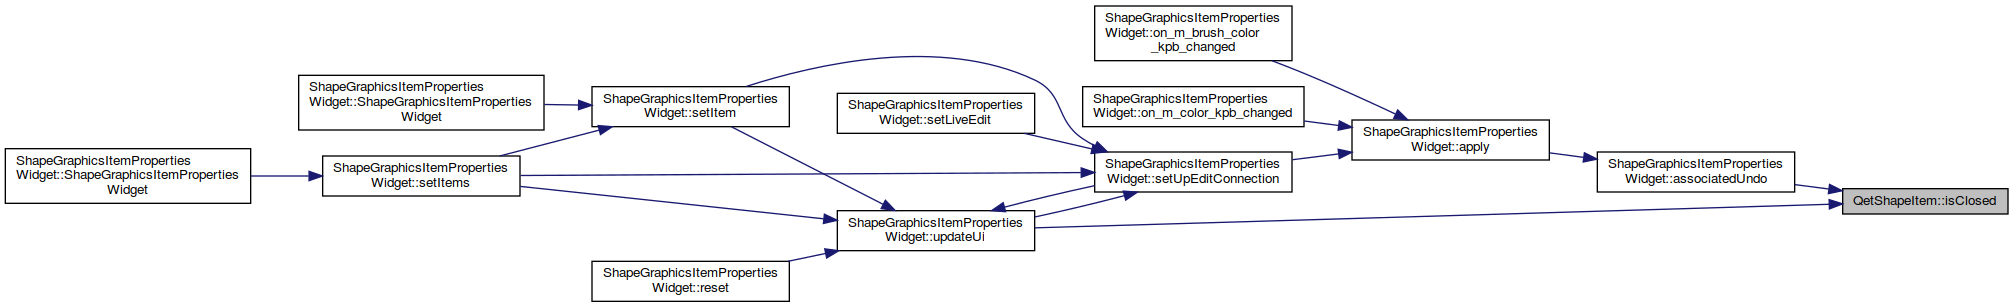 ShapeGraphicsItemProperties
Widget::ShapeGraphicsItemProperties
Widget
ShapeGraphicsItemProperties
Widget::ShapeGraphicsItemProperties
Widget
ShapeGraphicsItemProperties
Widget::setItems
ShapeGraphicsItemProperties
Widget::setItem
ShapeGraphicsItemProperties
Widget::reset
ShapeGraphicsItemProperties
Widget::setLiveEdit
ShapeGraphicsItemProperties
Widget::updateUi
ShapeGraphicsItemProperties
Widget::on_m_brush_color
_kpb_changed
ShapeGraphicsItemProperties
Widget::on_m_color_kpb_changed
ShapeGraphicsItemProperties
Widget::setUpEditConnection
ShapeGraphicsItemProperties
Widget::apply
ShapeGraphicsItemProperties
Widget::associatedUndo
QetShapeItem::isClosed